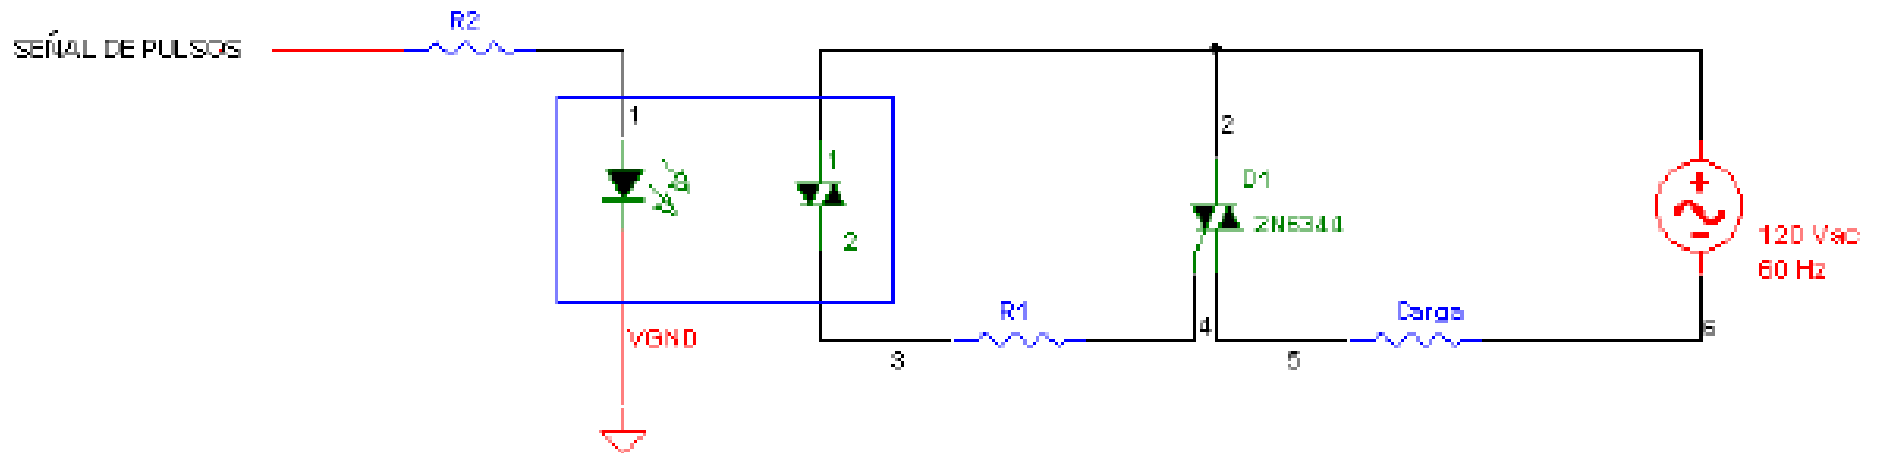 R2
SEÑAL DE PULSOS
1
2
1
D1
2N6344
2
120 Vac
60 Hz
R1
Carga
VGND
4
6
3
5